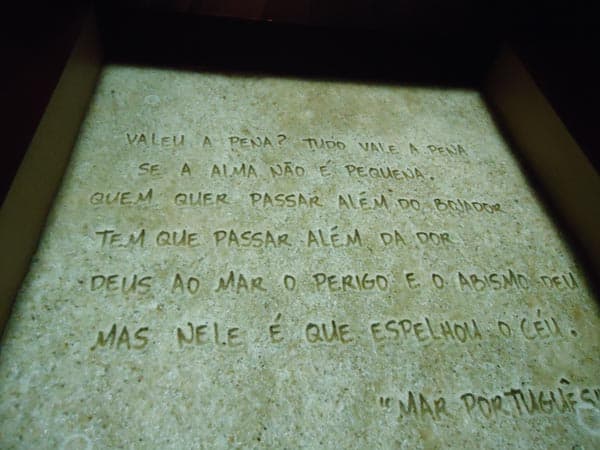 VALEU A PENA? TUDO VALE A PENA
SE A ALMA NÃO É PEQUENA.
QUEM QUER PASSAR ALÉM DO BOJADOR
TEM QUE PASSAR ALÉM DA DOR
DEUS AO MAR O PERIGO E O ABISMO DEU
MAS NELE É QUE ESPELHOU O CÉU.
"MAR PORTUGUÊS"